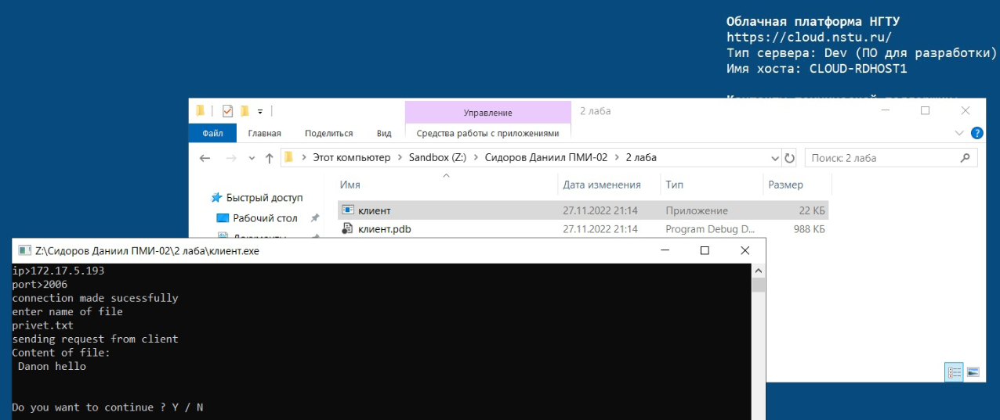 Облачная платформа НГТУ
https://cloud.nstu.ru/
Тип сервера: Dev (ПО для разработки)
Имя хоста: CLOUD-RDHOST1
Управление
2 лаба
Файл
Главная
Поделиться
Вид
Средства работы с приложениями
Этот компьютер
Sandbox (Z:)
Сидоров Даниил ПМИ-02
2 лаба
Поиск: 2 лаба
Быстрый доступ
Рабочий стол
Имя
Дата изменения
Тип
Размер
клиент
27.11.2022 21:14
Приложение
22 КБ
клиент.pdb
27.11.2022 21:14
Program Debug D...
988 КБ
Z:\Сидоров Даниил ПМИ-02\2 лаба\клиент.exe
ip>172.17.5.193
port>2006
connection made sucessfully
enter name of file
privet.txt
sending request from client
Content of file:
Danon hello
Do you want to continue ? Y / N